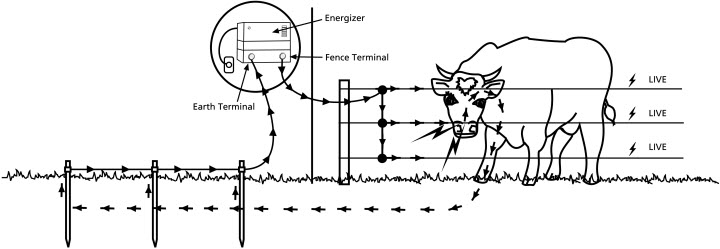 Energizer
Fence Terminal
Earth Terminal
LIVE
LIVE
LIVE